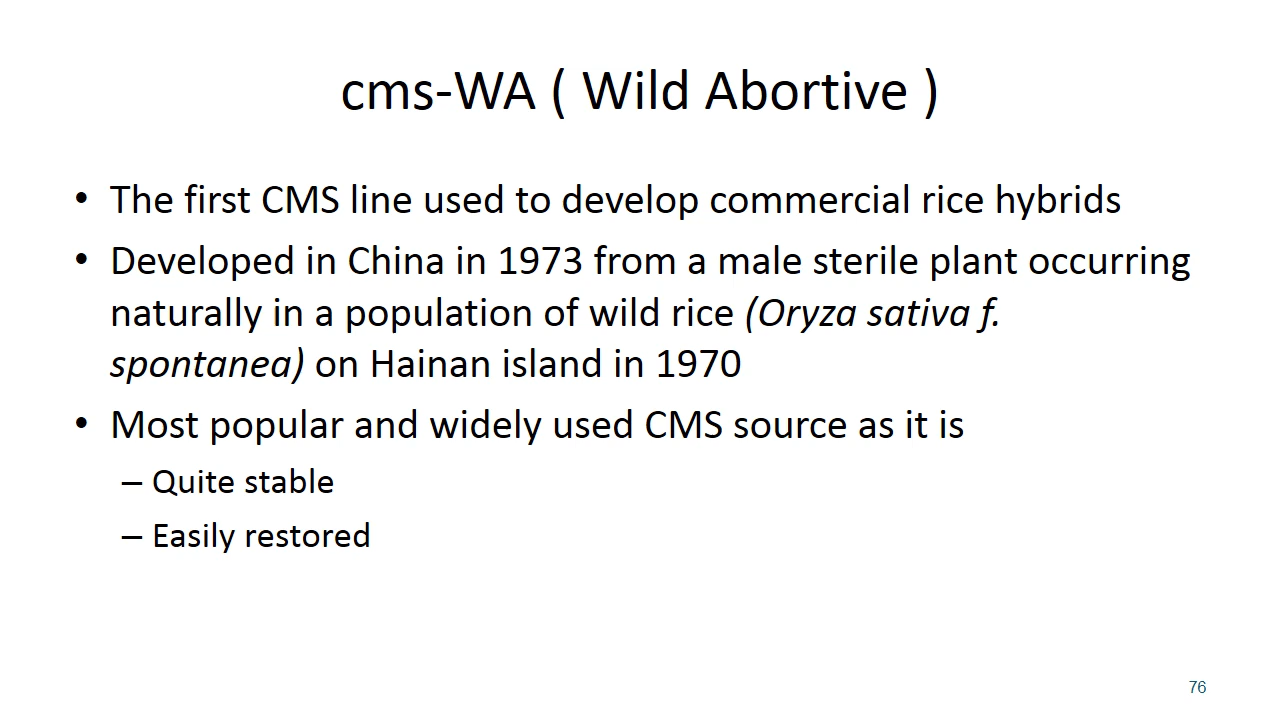 cms-WA ( Wild Abortive )
• The first CMS line used to develop commercial rice hybrids
• Developed in China in 1973 from a male sterile plant occurring
naturally in a population of wild rice (Oryza sativa f.
spontanea) on Hainan island in 1970
• Most popular and widely used CMS source as it is
– Quite stable
– Easily restored
76